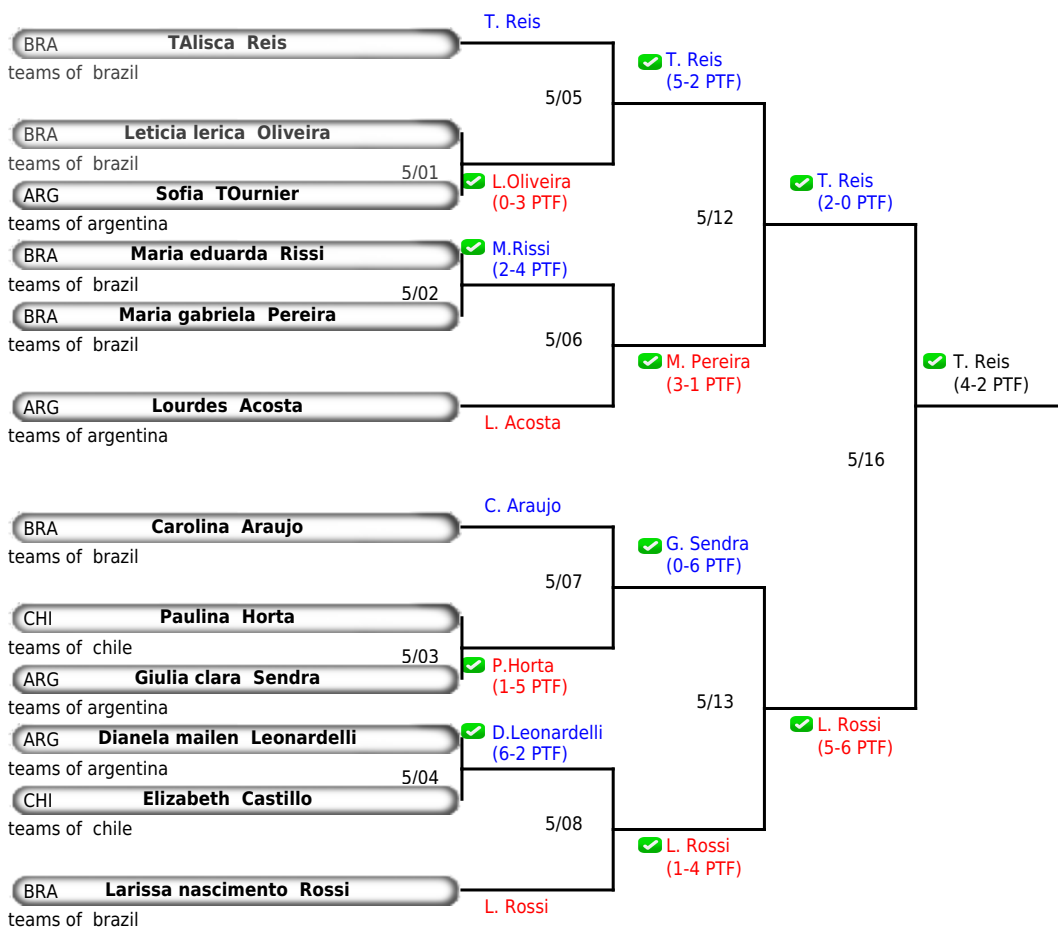 T. Reis
BRA TAlisca Reis
teams of brazil
T. Reis
(5-2 PTF)
5/05
BRA Leticia lerica Oliveira
teams of brazil
5/01
L.Oliveira
(0-3 PTF)
ARG Sofia TOurnier
teams of argentina
T. Reis
(2-0 PTF)
5/12
BRA Maria eduarda Rissi
teams of brazil
M.Rissi
(2-4 PTF)
5/02
BRA Maria gabriela Pereira
teams of brazil
5/06
M. Pereira
(3-1 PTF)
T. Reis
(4-2 PTF)
ARG Lourdes Acosta
teams of argentina
L. Acosta
5/16
C. Araujo
BRA Carolina Araujo
teams of brazil
G. Sendra
(0-6 PTF)
5/07
CHI Paulina Horta
teams of chile
5/03
P.Horta
(1-5 PTF)
ARG Giulia clara Sendra
teams of argentina
5/13
L. Rossi
(5-6 PTF)
ARG Dianela mailen Leonardelli
teams of argentina
D.Leonardelli
(6-2 PTF)
5/04
CHI Elizabeth Castillo
teams of chile
5/08
L. Rossi
(1-4 PTF)
BRA Larissa nascimento Rossi
teams of brazil
L. Rossi